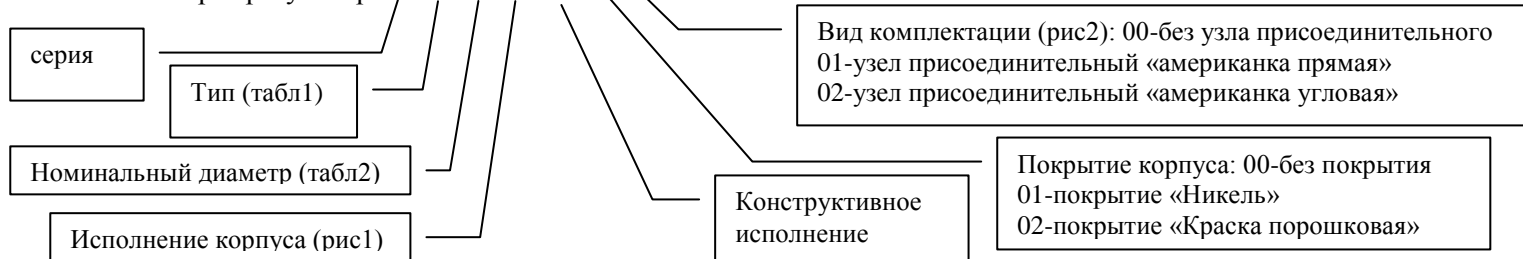 Вид комплектации (рис2): 00-без узла присоединительного
01-узел присоединительный «американка прямая»
02-узел присоединительный «американка угловая»
серия
Тип (табл1)
Номинальный диаметр (табл2)
Исполнение корпуса (рис1)
Конструктивное
исполнение
Покрытие корпуса: 00-без покрытия
01-покрытие «Никель»
02-покрытие «Краска порошковая»